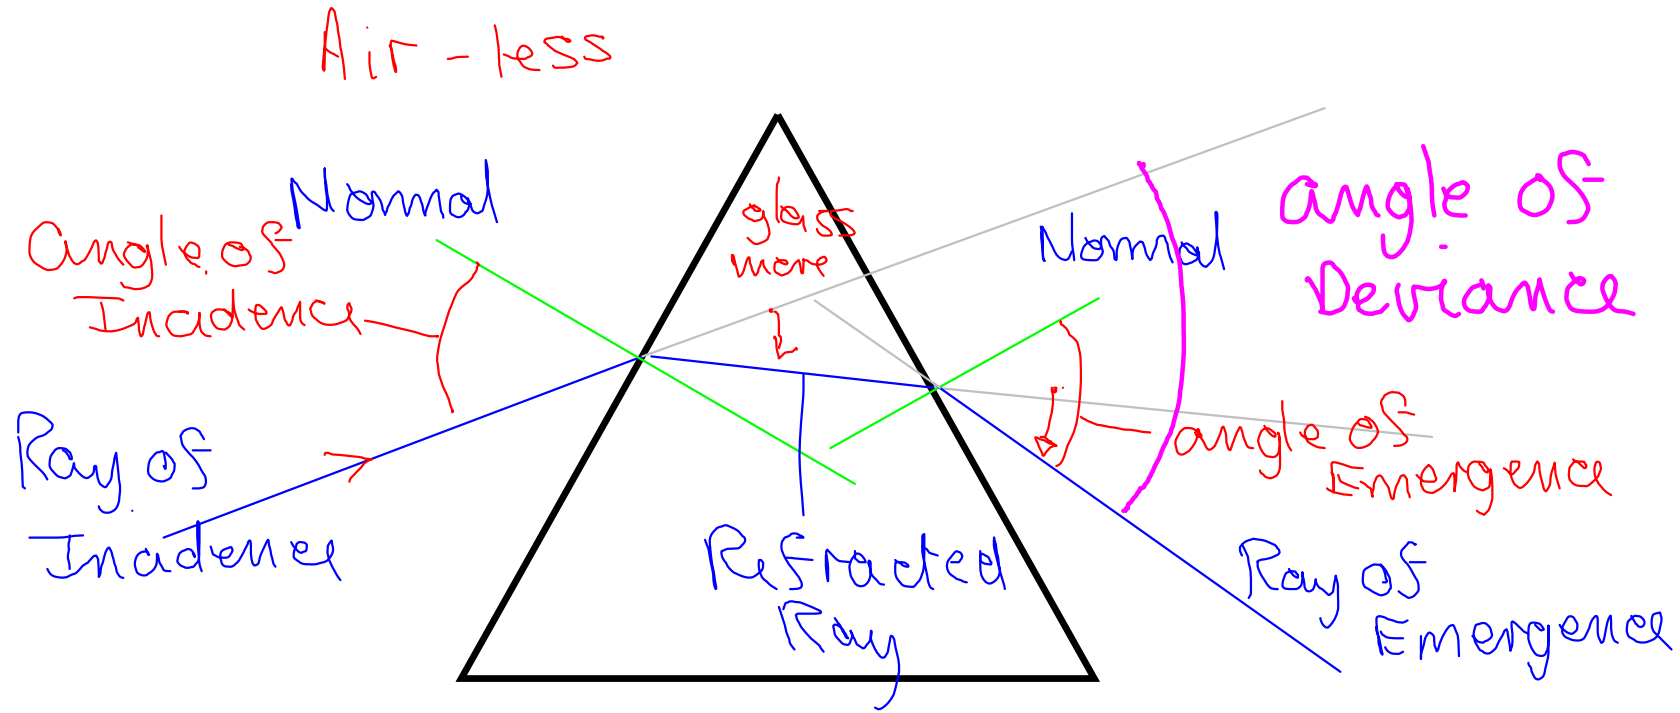 Air - less
Normal
angle of
Incidence
glass
more
Normal
angle of
Deviance
Ray of
Incidence
Refracted
Ray
angle of
Emergence
Ray of
Emergence